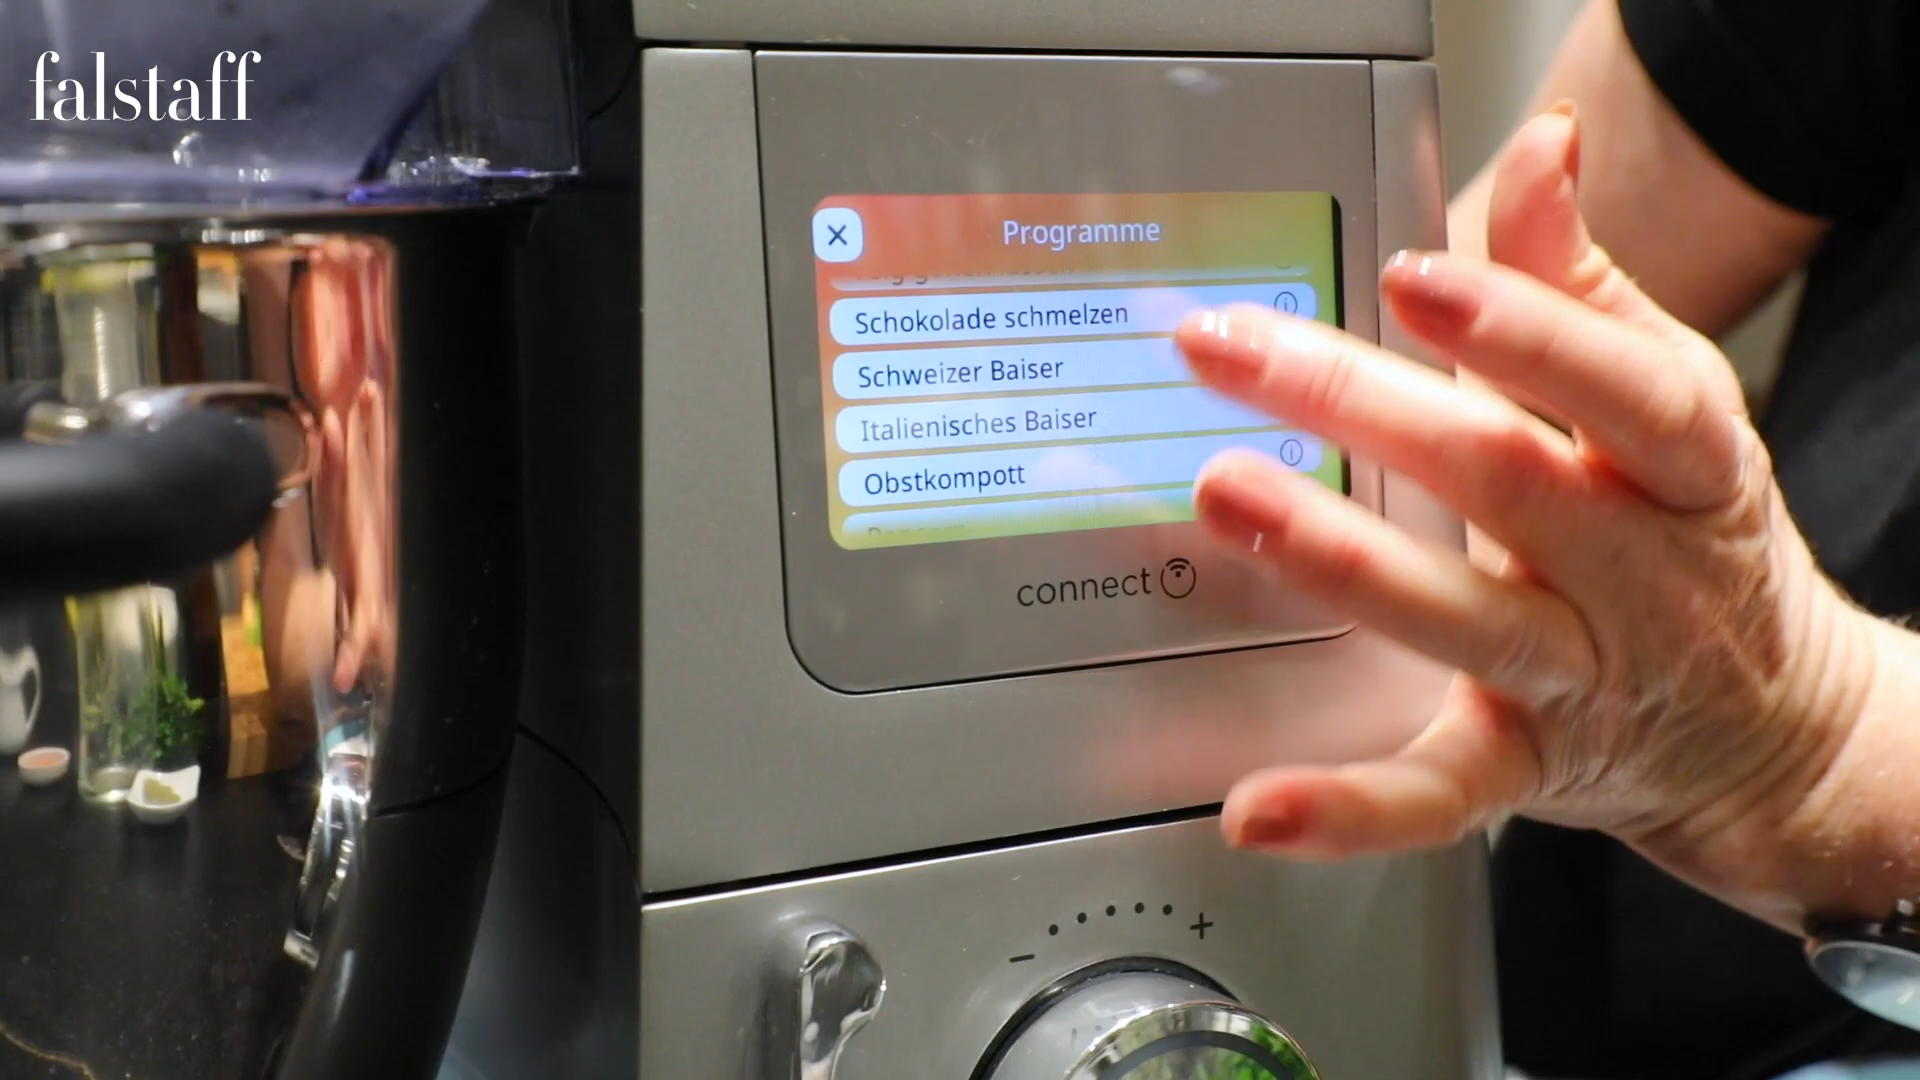 falstaff
Programme
Schokolade schmelzen
Schweizer Baiser
Italienisches Baiser
Obstkompott
connect